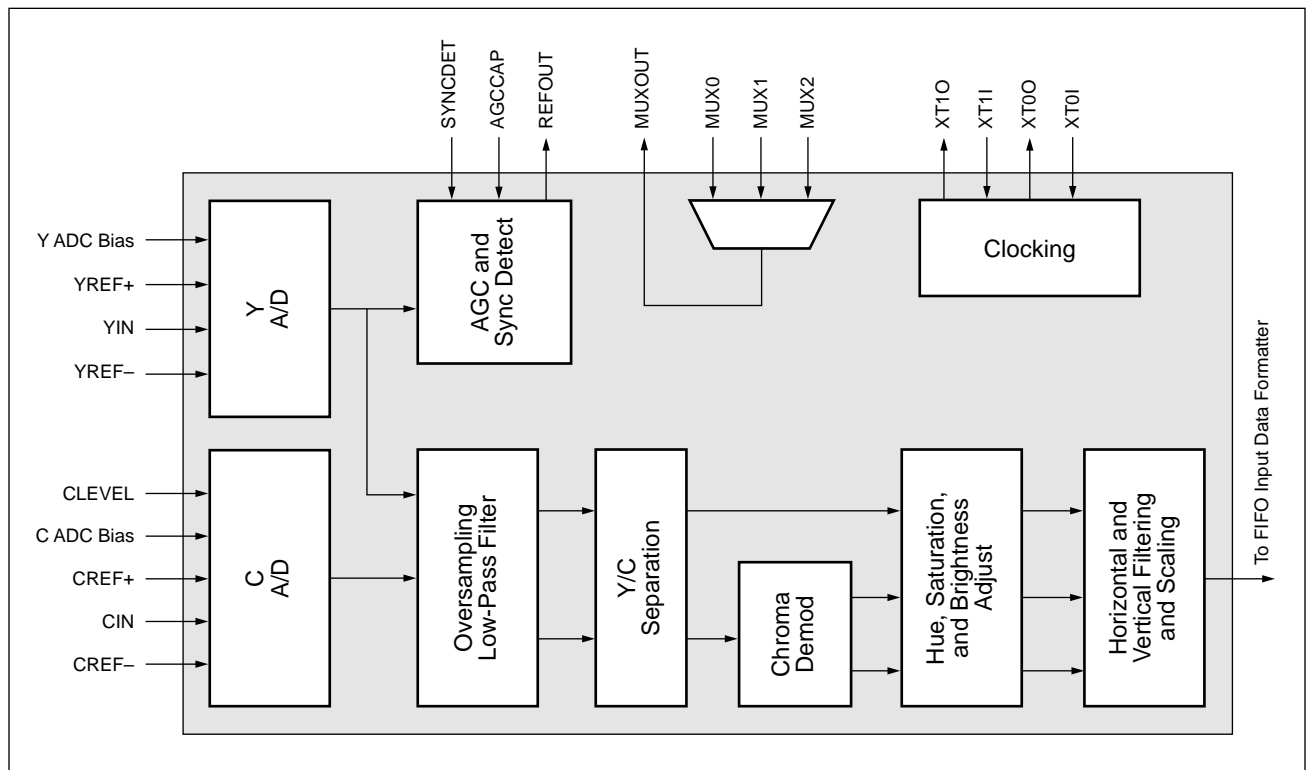 SYNCDET
AGCCAP
REFOUT
MUXOUT
MUX0
MUX1
MUX2
XT1O
XT1I
XT0O
XT0I
Y ADC Bias
YREF+
YIN
YREF–
Y
A/D
AGC and
Sync Detect
Clocking
CLEVEL
C ADC Bias
CREF+
CIN
CREF–
C
A/D
Oversampling
Low-Pass Filter
Y/C
Separation
Chroma
Demod
Hue, Saturation,
and Brightness
Adjust
Horizontal and
Vertical Filtering
and Scaling
To FIFO Input Data Formatter